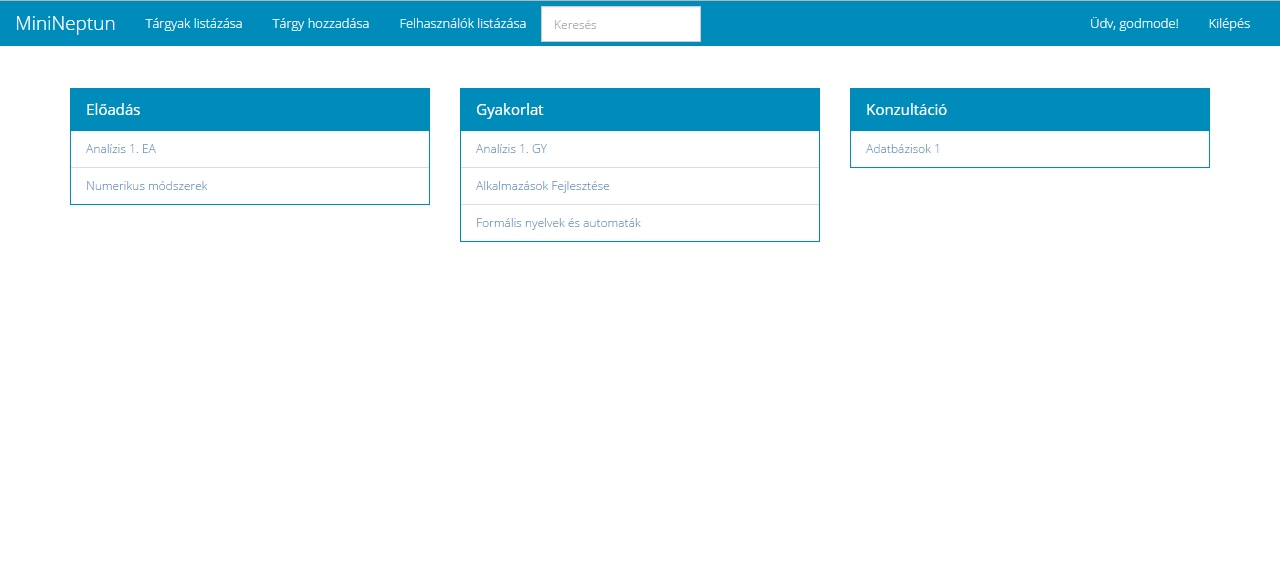 MiniNeptun Tárgyak listázása Tárgy hozzadása Felhasználók listázása Keresés Üdv, godmode! Kilépés
Előadás
Analízis 1. EA
Numerikus módszerek
Gyakorlat
Analízis 1. GY
Alkalmazások Fejlesztése
Formális nyelvek és automaták
Konzultáció
Adatbázisok 1